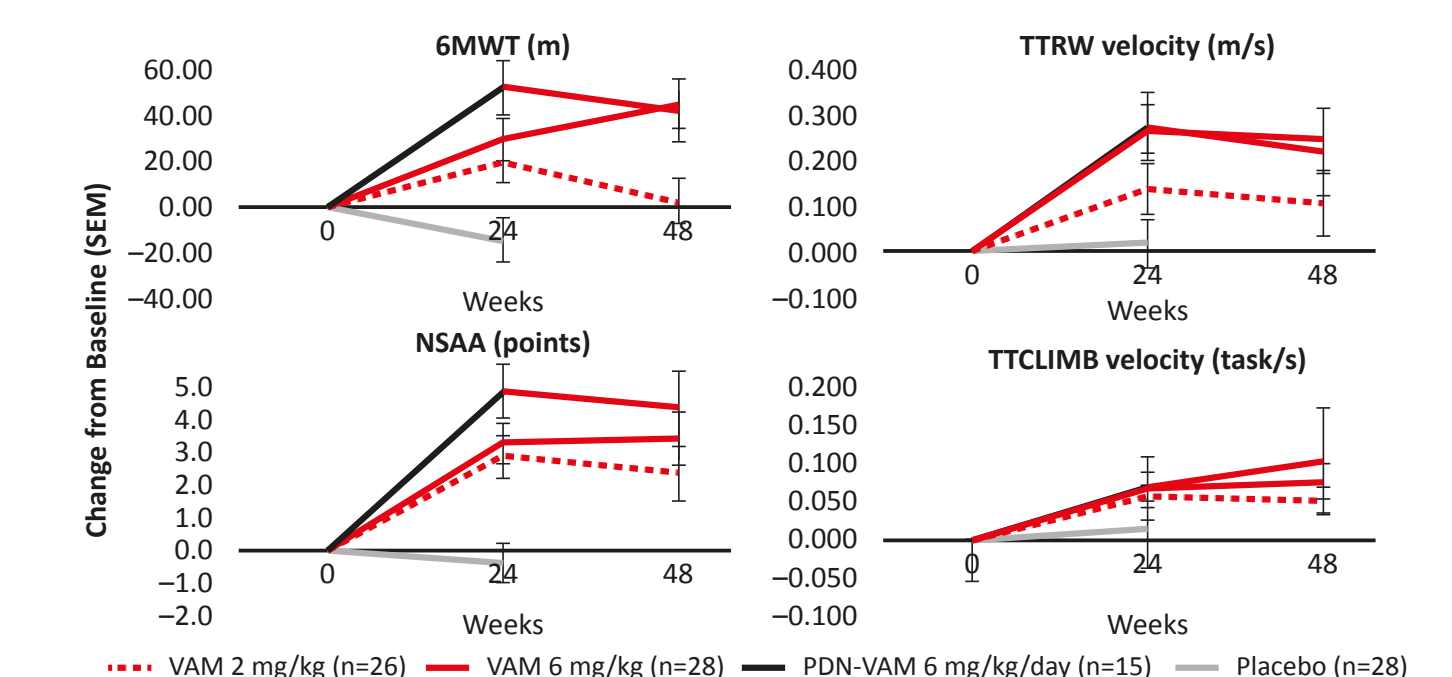 Change from Baseline (SEM)
6MWT (m)
60.00
40.00
20.00
0.00
–20.00
–40.00
0 24 48
Weeks
TTRW velocity (m/s)
0.400
0.300
0.200
0.100
0.000
–0.100
0 24 48
Weeks
NSAA (points)
5.0
4.0
3.0
2.0
1.0
0.0
–1.0
–2.0
0 24 48
Weeks
TTCLIMB velocity (task/s)
0.200
0.150
0.100
0.050
0.000
–0.050
–0.100
0 24 48
Weeks
VAM 2 mg/kg (n=26) VAM 6 mg/kg (n=28) PDN-VAM 6 mg/kg/day (n=15) Placebo (n=28)